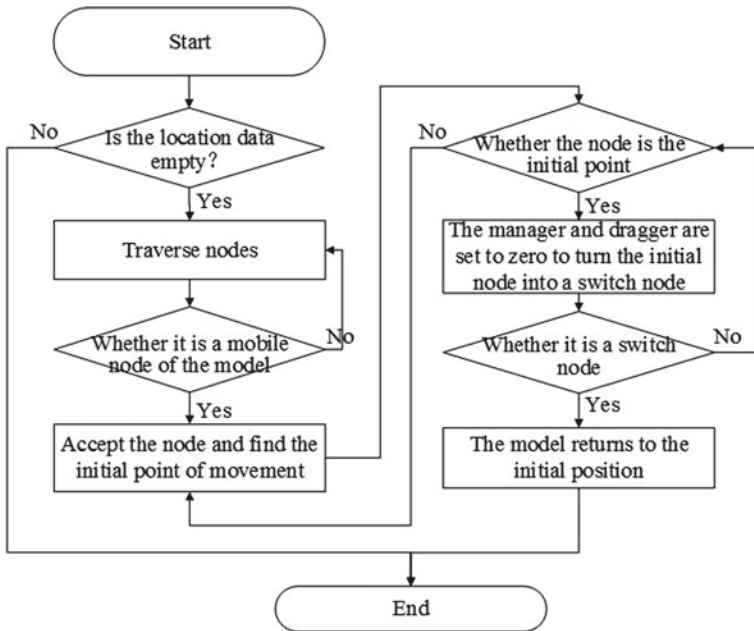 Start
No
Is the location data
empty?
Yes
Traverse nodes
Whether it is a mobile
node of the model
No
Yes
Accept the node and find the
initial point of movement
No
Whether the node is the
initial point
Yes
The manager and dragger are
set to zero to turn the initial
node into a switch node
Whether it is a switch
node
No
Yes
The model returns to the
initial position
End